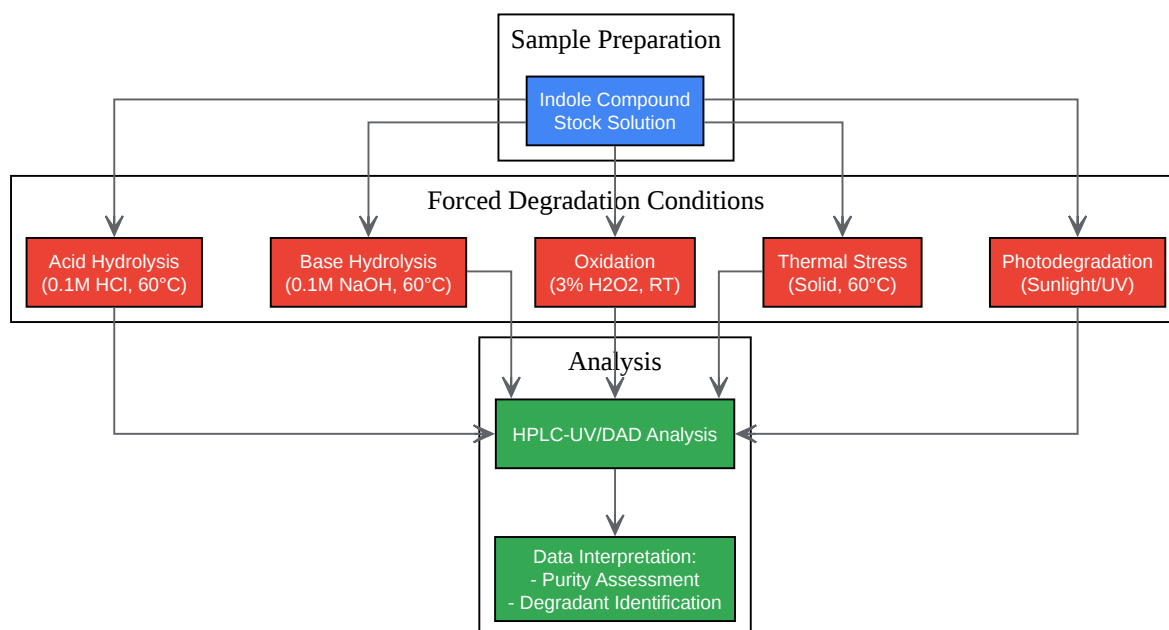 Sample Preparation
Indole Compound
Stock Solution
Forced Degradation Conditions
Acid Hydrolysis
(0.1M HCl, 60°C)
Base Hydrolysis
(0.1M NaOH, 60°C)
Oxidation
(3% H2O2, RT)
Thermal Stress
(Solid, 60°C)
Photodegradation
(Sunlight/UV)
Analysis
HPLC-UV/DAD Analysis
Data Interpretation:
- Purity Assessment
- Degradant Identification